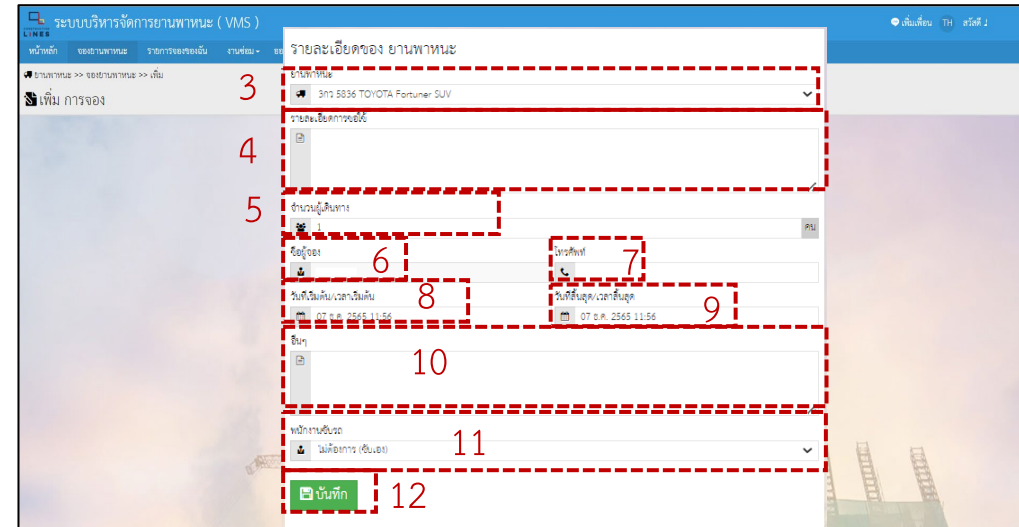 LINES
ระบบบริหารจัดการยานพาหนะ ( VMS )
เพิ่มเพื่อน TH สวัสดี
หน้าหลัก จองยานพาหนะ รายการจองของฉัน งานซ่อม
รายละเอียดของ ยานพาหนะ
ยานพาหนะ >> จองยานพาหนะ >> เพิ่ม
เพิ่ม การจอง
3
ยานพาหนะ
3กว 5836 TOYOTA Fortuner SUV
4
รายละเอียดการขอใช้
5
จำนวนผู้เดินทาง
1 คน
ชื่อผู้จอง
6
โทรศัพท์
7
วันที่เริ่มต้น/เวลาเริ่มต้น
8
07 ธ.ค. 2565 11:56
วันที่สิ้นสุด/เวลาสิ้นสุด
9
07 ธ.ค. 2565 11:56
อื่นๆ
10
พนักงานขับรถ
11
ไม่ต้องการ (ขับเอง)
บันทึก
12